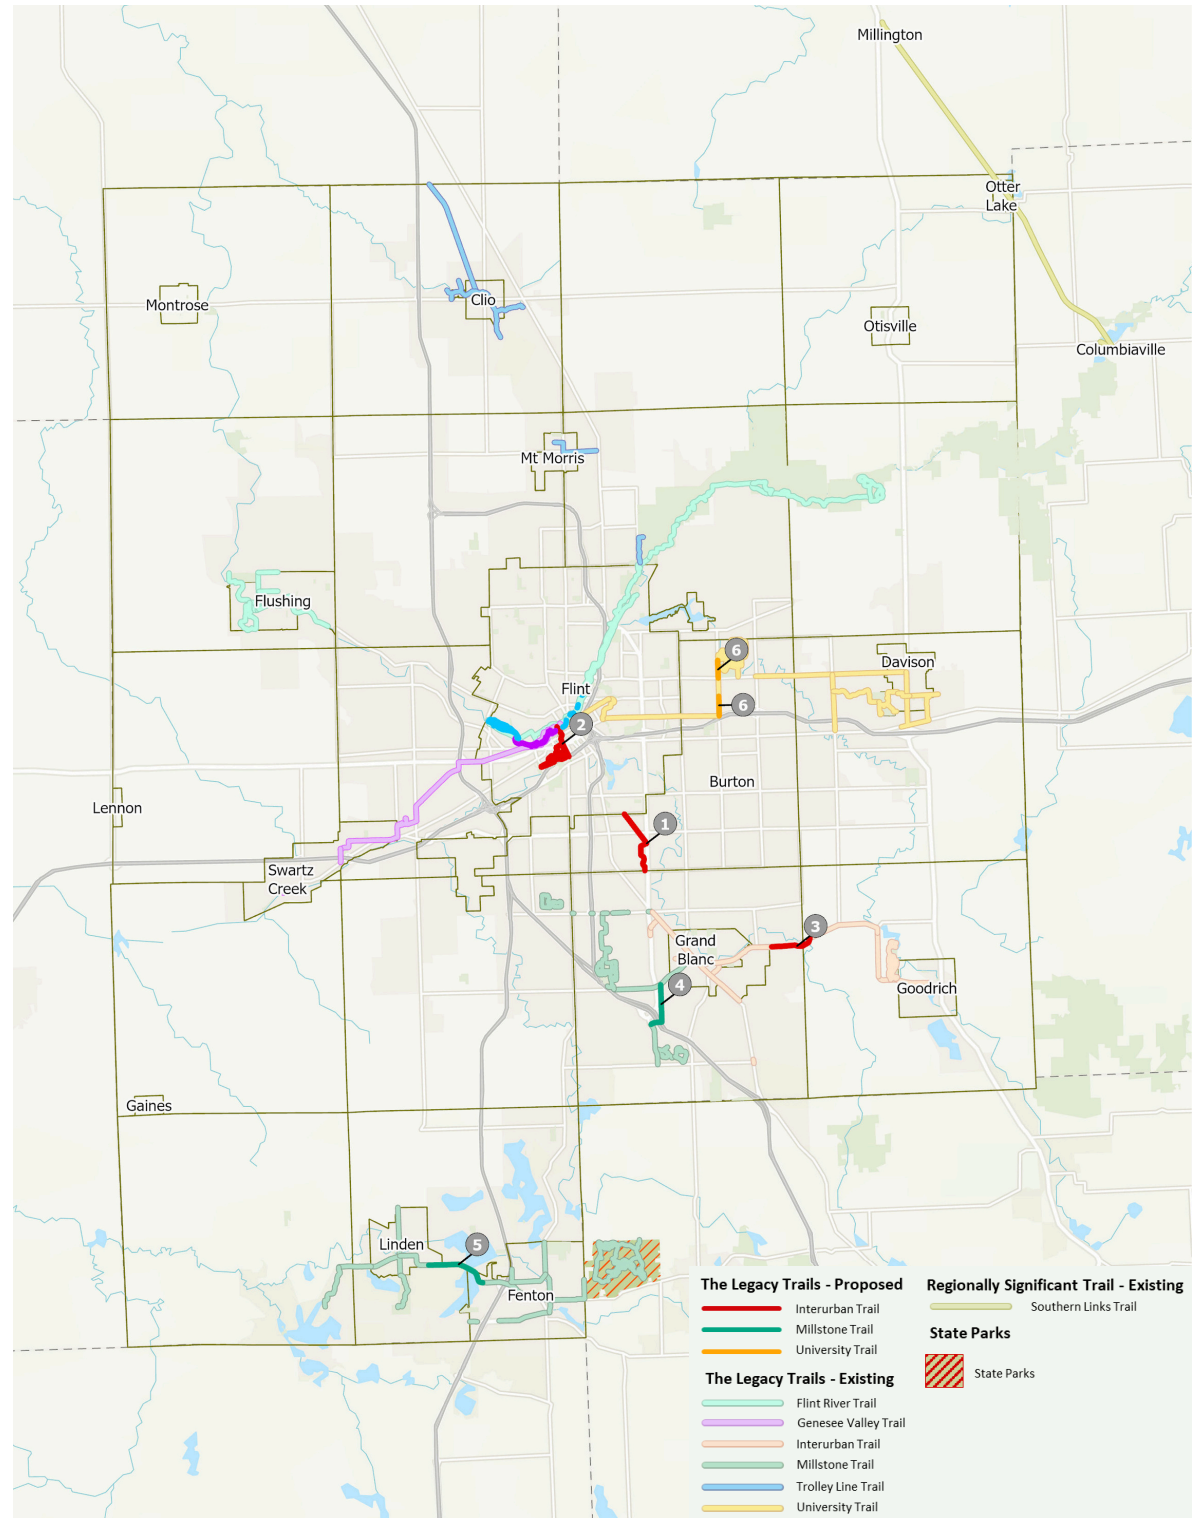 Millington
Otter
Lake
Montrose
Clio
Otisville
Columbiaville
Mt Morris
Flushing
6
Davison
Flint
6
2
Burton
Lennon
1
Swartz
Creek
3
Grand
Blanc
4
Goodrich
Gaines
Linden
5
Fenton
The Legacy Trails - Proposed
Interurban Trail
Millstone Trail
University Trail
The Legacy Trails - Existing
Flint River Trail
Genesee Valley Trail
Interurban Trail
Millstone Trail
Trolley Line Trail
University Trail
Regionally Significant Trail - Existing
Southern Links Trail
State Parks
State Parks